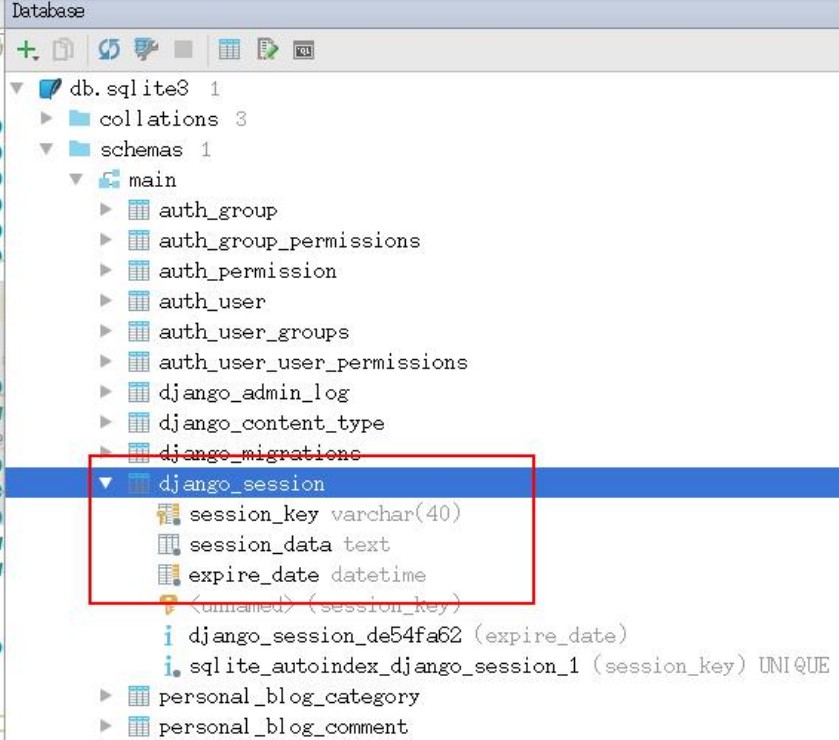 Database
db.sqlite3 1
collations 3
schemas 1
main
auth_group
auth_group_permissions
auth_permission
auth_user
auth_user_groups
auth_user_user_permissions
django_admin_log
django_content_type
django_migrations
django_session
session_key varchar(40)
session_data text
expire_date datetime
<unnamed> (session_key)
django_session_de54fa62 (expire_date)
sqlite_autoindex_django_session_1 (session_key) UNIQUE
personal_blog_category
personal_blog_comment